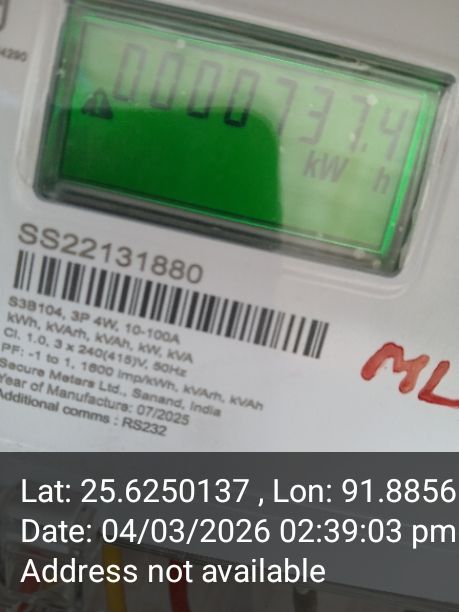 4290
0000737.4
kW h
SS22131880
S3B104, 3P 4W, 10-100A
kWh, kVArh, kVAh, kW, kVA
Cl. 1.0, 3 x 240(415)V, 50Hz
PF: -1 to 1, 1600 imp/kWh, kVArh, kVAh
Secure Meters Ltd., Sanand, India
Year of Manufacture: 07/2025
Additional comms : RS232
ML
Lat: 25.6250137 , Lon: 91.8856
Date: 04/03/2026 02:39:03 pm
Address not available